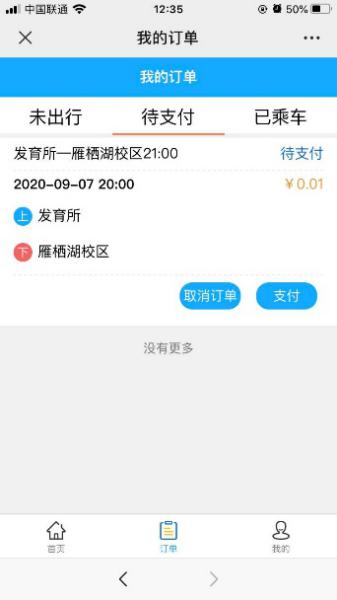 中国联通 12:35 50%
我的订单
我的订单
未出行 待支付 已乘车
发育所—雁栖湖校区21:00 待支付
2020-09-07 20:00 ￥0.01
上 发育所
下 雁栖湖校区
取消订单 支付
没有更多
首页 订单 我的